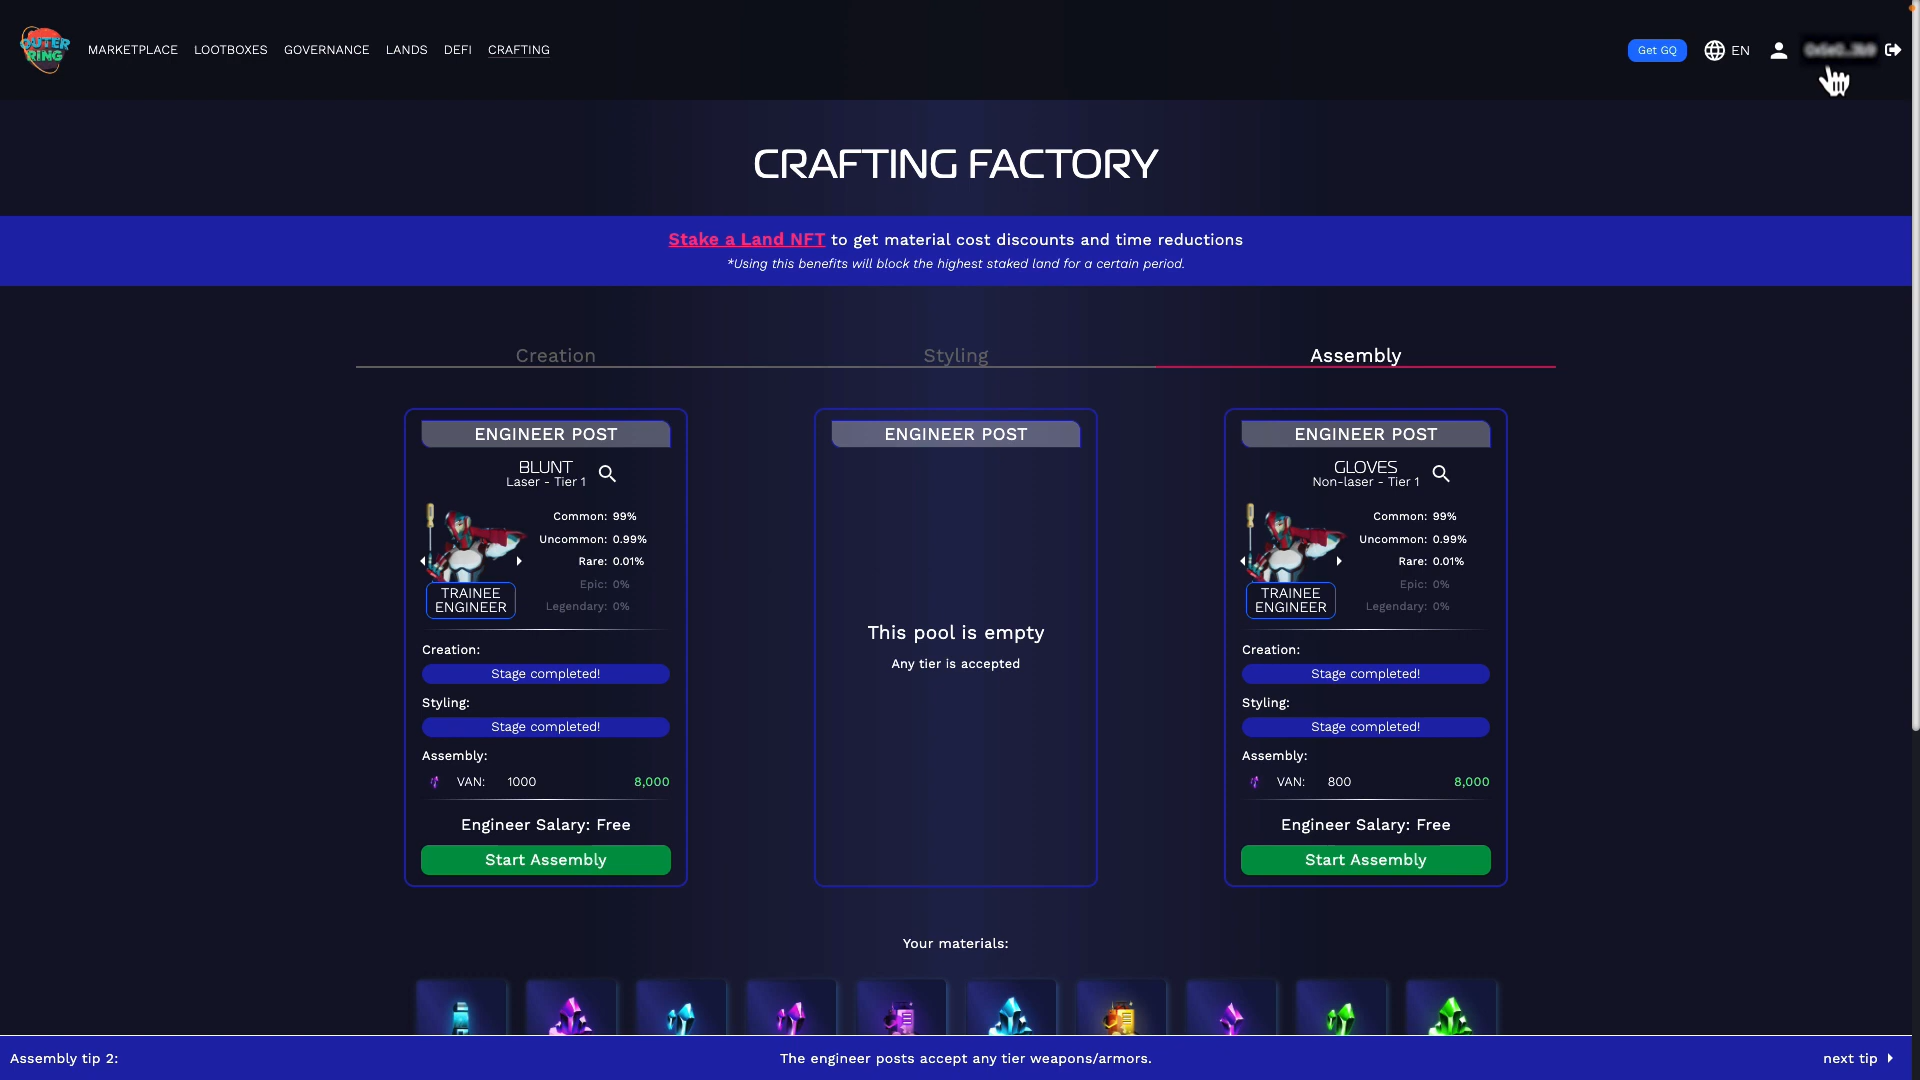 OUTER
RING
MARKETPLACE LOOTBOXES GOVERNANCE LANDS DEFI CRAFTING
Get GQ EN
CRAFTING FACTORY
Stake a Land NFT to get material cost discounts and time reductions
*Using this benefits will block the highest staked land for a certain period.
Creation Styling Assembly
ENGINEER POST
BLUNT
Laser - Tier 1
Common: 99%
Uncommon: 0.99%
Rare: 0.01%
Epic: 0%
Legendary: 0%
TRAINEE
ENGINEER
Creation:
Stage completed!
Styling:
Stage completed!
Assembly:
VAN: 1000 8,000
Engineer Salary: Free
Start Assembly
ENGINEER POST
This pool is empty
Any tier is accepted
ENGINEER POST
GLOVES
Non-laser - Tier 1
Common: 99%
Uncommon: 0.99%
Rare: 0.01%
Epic: 0%
Legendary: 0%
TRAINEE
ENGINEER
Creation:
Stage completed!
Styling:
Stage completed!
Assembly:
VAN: 800 8,000
Engineer Salary: Free
Start Assembly
Your materials:
Assembly tip 2: The engineer posts accept any tier weapons/armors. next tip